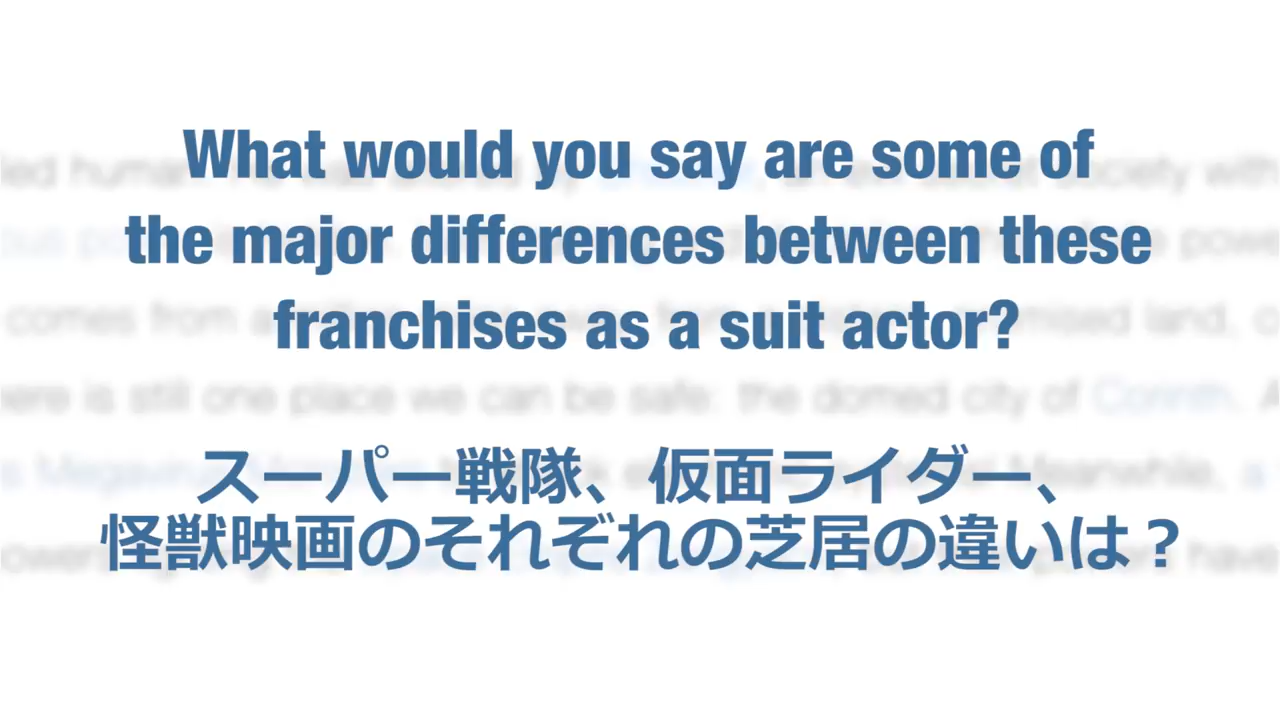 What would you say are some of
the major differences between these
franchises as a suit actor?
スーパー戦隊、仮面ライダー、
怪獣映画のそれぞれの芝居の違いは？